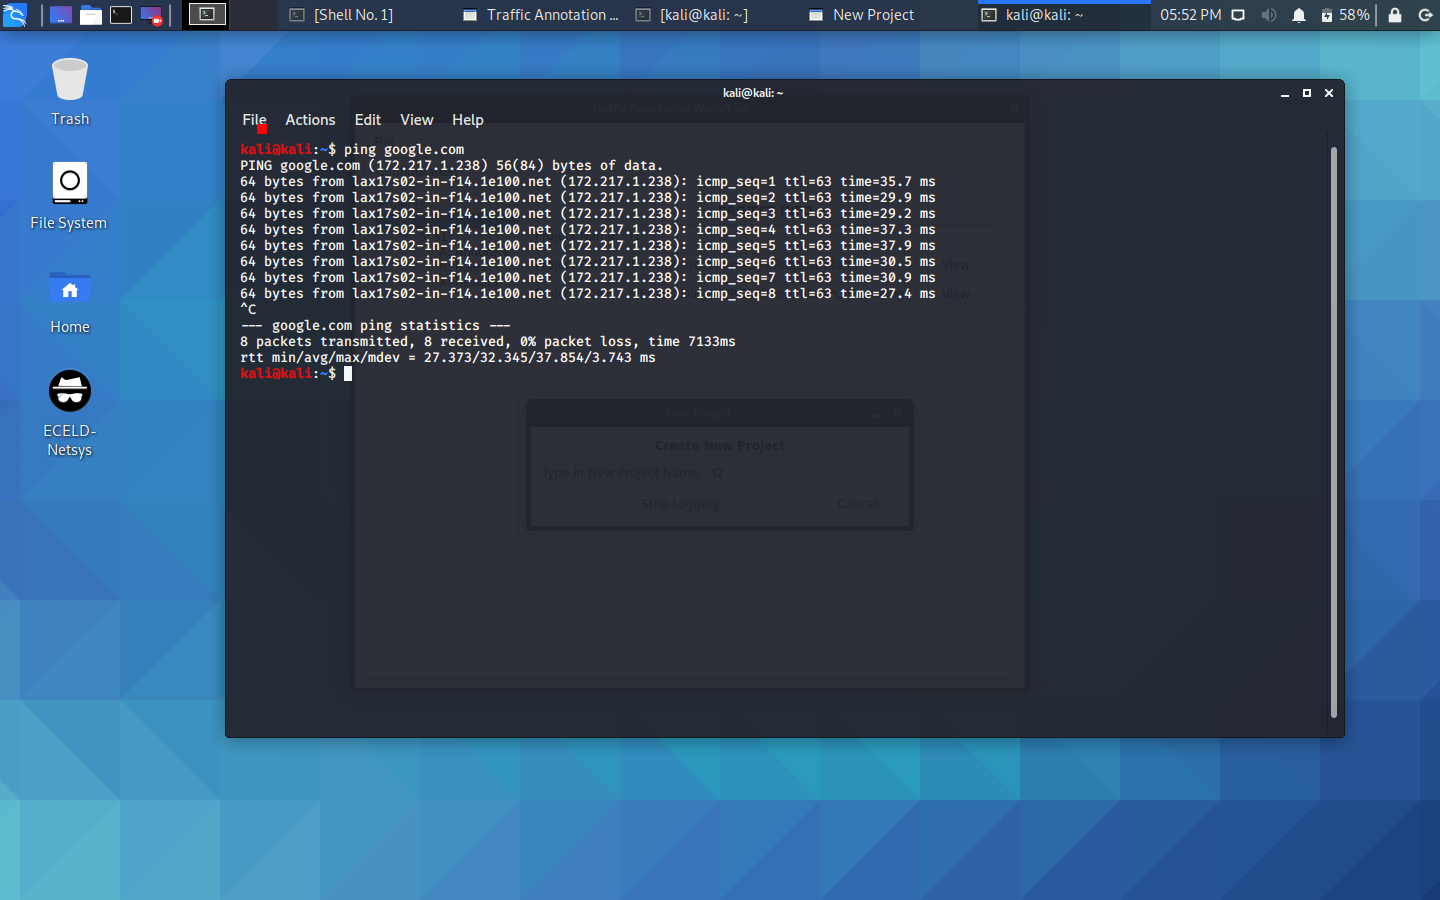 [Shell No. 1]
Traffic Annotation ...
[kali@kali: ~]
New Project
kali@kali: ~
05:52 PM
58%
Trash
File System
Home
ECELD-
Netsys
kali@kali: ~
File Actions Edit View Help
kali@kali:~$ ping google.com
PING google.com (172.217.1.238) 56(84) bytes of data.
64 bytes from lax17s02-in-f14.1e100.net (172.217.1.238): icmp_seq=1 ttl=63 time=35.7 ms
64 bytes from lax17s02-in-f14.1e100.net (172.217.1.238): icmp_seq=2 ttl=63 time=29.9 ms
64 bytes from lax17s02-in-f14.1e100.net (172.217.1.238): icmp_seq=3 ttl=63 time=29.2 ms
64 bytes from lax17s02-in-f14.1e100.net (172.217.1.238): icmp_seq=4 ttl=63 time=37.3 ms
64 bytes from lax17s02-in-f14.1e100.net (172.217.1.238): icmp_seq=5 ttl=63 time=37.9 ms
64 bytes from lax17s02-in-f14.1e100.net (172.217.1.238): icmp_seq=6 ttl=63 time=30.5 ms
64 bytes from lax17s02-in-f14.1e100.net (172.217.1.238): icmp_seq=7 ttl=63 time=30.9 ms
64 bytes from lax17s02-in-f14.1e100.net (172.217.1.238): icmp_seq=8 ttl=63 time=27.4 ms
^C
--- google.com ping statistics ---
8 packets transmitted, 8 received, 0% packet loss, time 7133ms
rtt min/avg/max/mdev = 27.373/32.345/37.854/3.743 ms
kali@kali:~$
Traffic Annotation Workflow
View
View
New Project
Create New Project
Type in New Project Name: t2
Stop Logging
Cancel